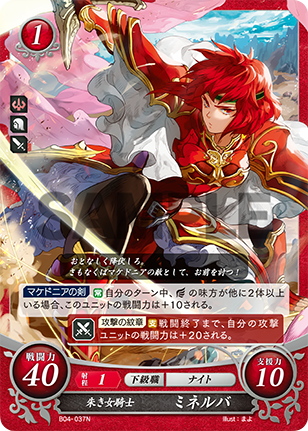 1
SAMPLE
おとなしく降伏しろ。
さもなくばマケドニアの敵として、お前を討つ！
マケドニアの剣 常 自分のターン中、の味方が他に2体以上
いる場合、このユニットの戦闘力は+10される。
攻撃の紋章 支 戦闘終了まで、自分の攻撃
ユニットの戦闘力は+20される。
戦闘力
40
射程 1 下級職 ナイト
支援力
10
朱き女騎士 ミネルバ
B04-037N
Illust：まよ